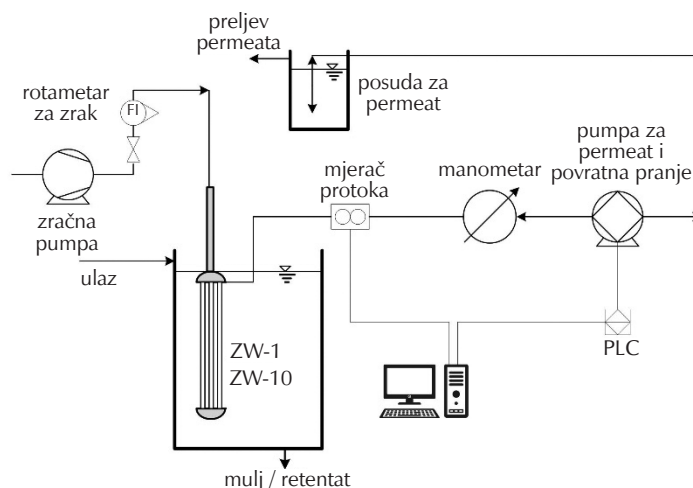 preljev
permeata
posuda za
permeat
rotametar
za zrak
FI
zračna
pumpa
ulaz
mjerač
protoka
manometar
pumpa za
permeat i
povratna pranje
ZW-1
ZW-10
PLC
mulj / retentat